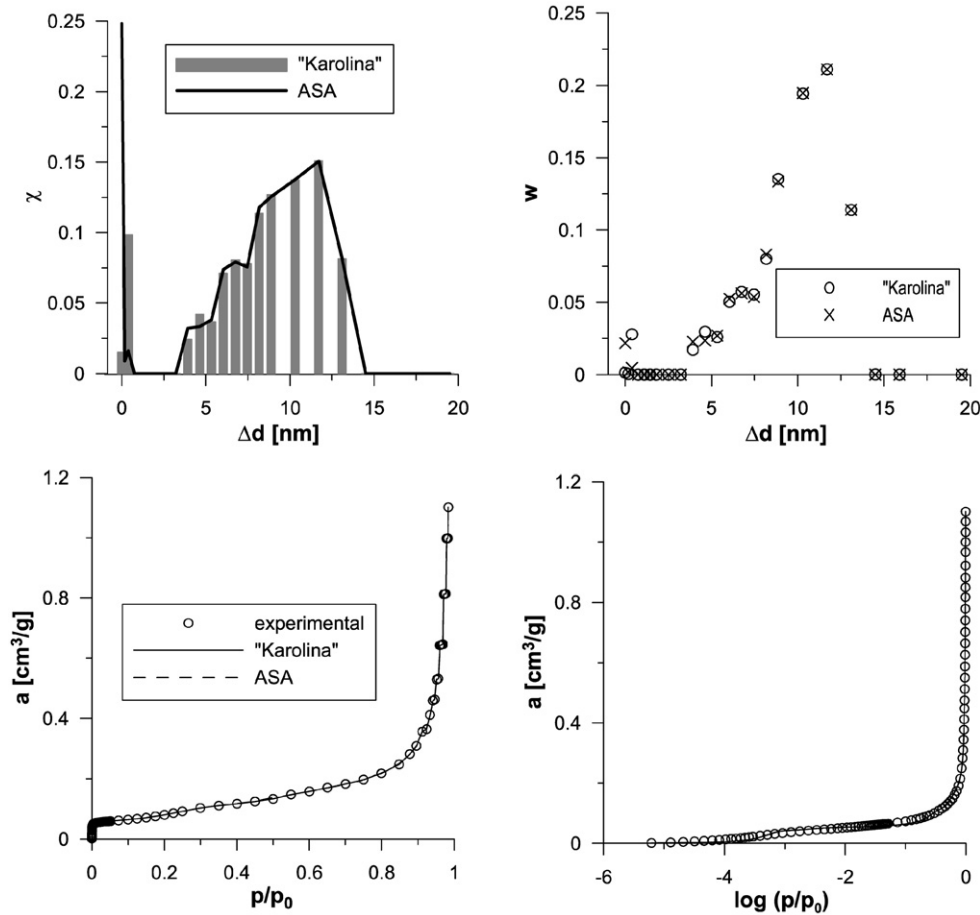 0.25
0.2
0.15
0.1
0.05
0
χ
"Karolina"
ASA
0 5 10 15 20
Δd [nm]
0.25
0.2
0.15
0.1
0.05
0
w
"Karolina"
ASA
0 5 10 15 20
Δd [nm]
1.2
0.8
0.4
0
a [cm³/g]
experimental
"Karolina"
ASA
0 0.2 0.4 0.6 0.8 1
p/p₀
1.2
0.8
0.4
0
a [cm³/g]
-6 -4 -2 0
log (p/p₀)